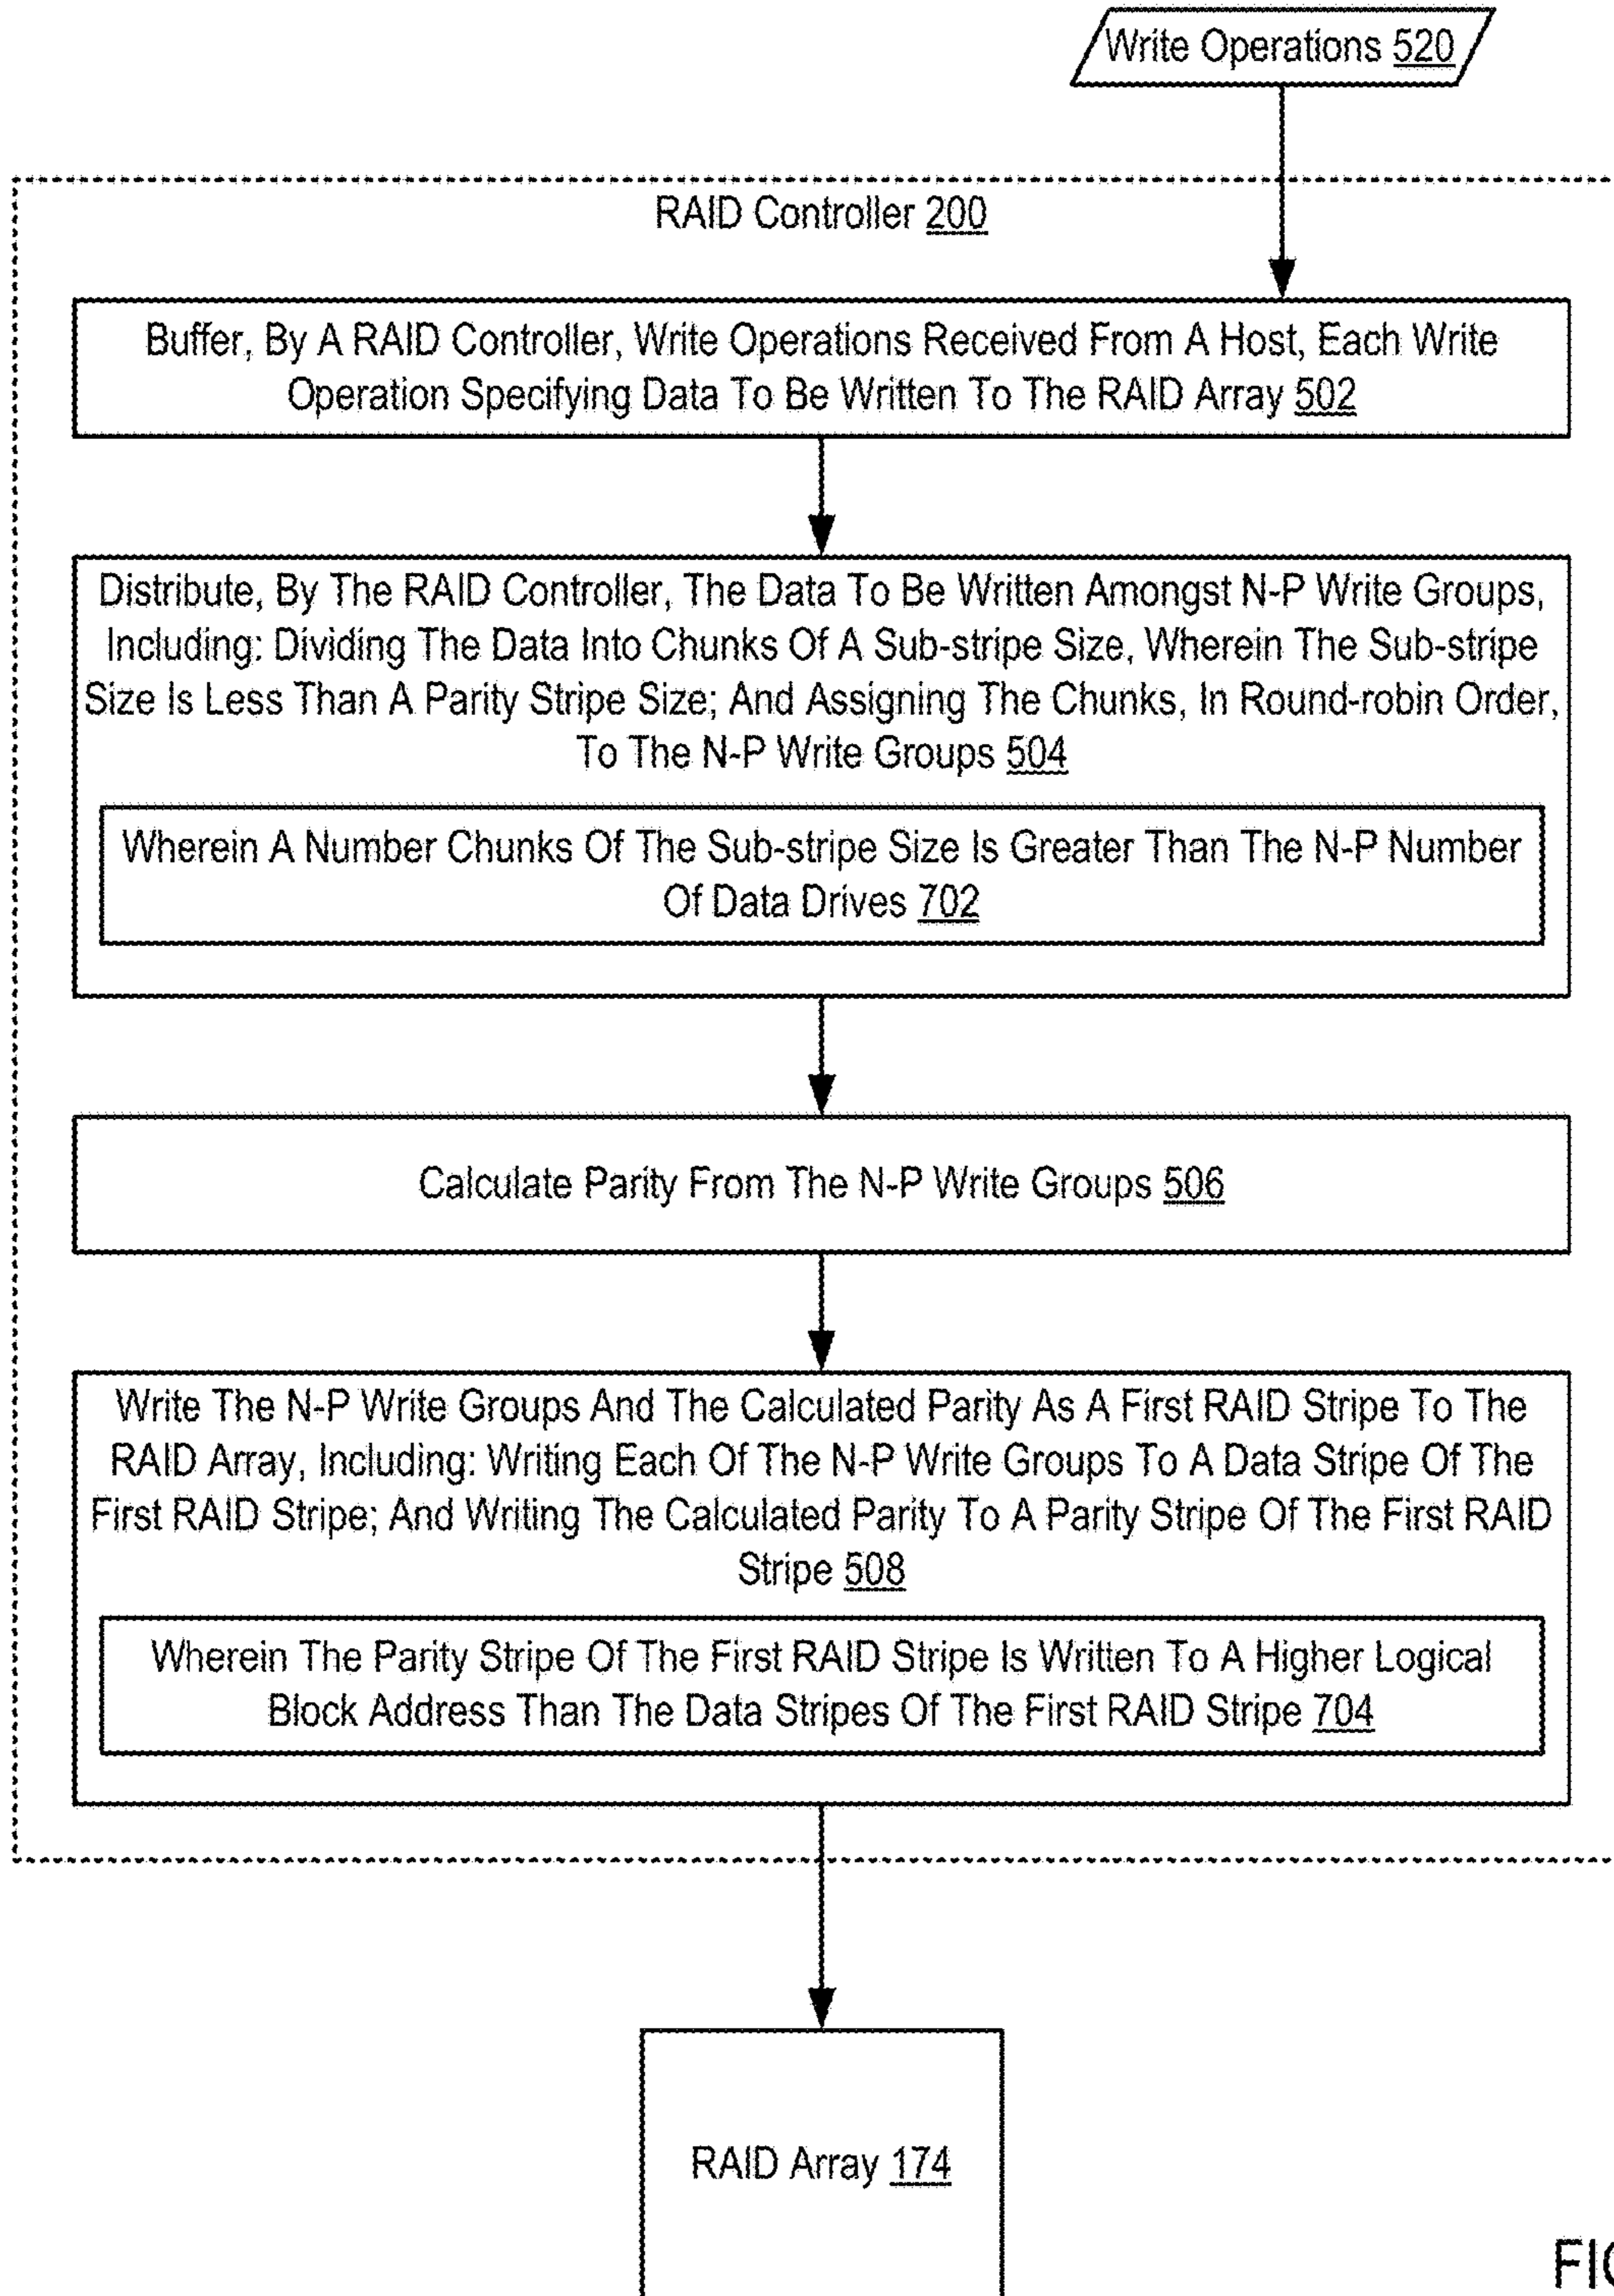 Write Operations 520
RAID Controller 200
Buffer, By A RAID Controller, Write Operations Received From A Host, Each Write
Operation Specifying Data To Be Written To The RAID Array 502
Distribute, By The RAID Controller, The Data To Be Written Amongst N-P Write Groups,
Including: Dividing The Data Into Chunks Of A Sub-stripe Size, Wherein The Sub-stripe
Size Is Less Than A Parity Stripe Size; And Assigning The Chunks, In Round-robin Order,
To The N-P Write Groups 504
Wherein A Number Chunks Of The Sub-stripe Size Is Greater Than The N-P Number
Of Data Drives 702
Calculate Parity From The N-P Write Groups 506
Write The N-P Write Groups And The Calculated Parity As A First RAID Stripe To The
RAID Array, Including: Writing Each Of The N-P Write Groups To A Data Stripe Of The
First RAID Stripe; And Writing The Calculated Parity To A Parity Stripe Of The First RAID
Stripe 508
Wherein The Parity Stripe Of The First RAID Stripe Is Written To A Higher Logical
Block Address Than The Data Stripes Of The First RAID Stripe 704
RAID Array 174